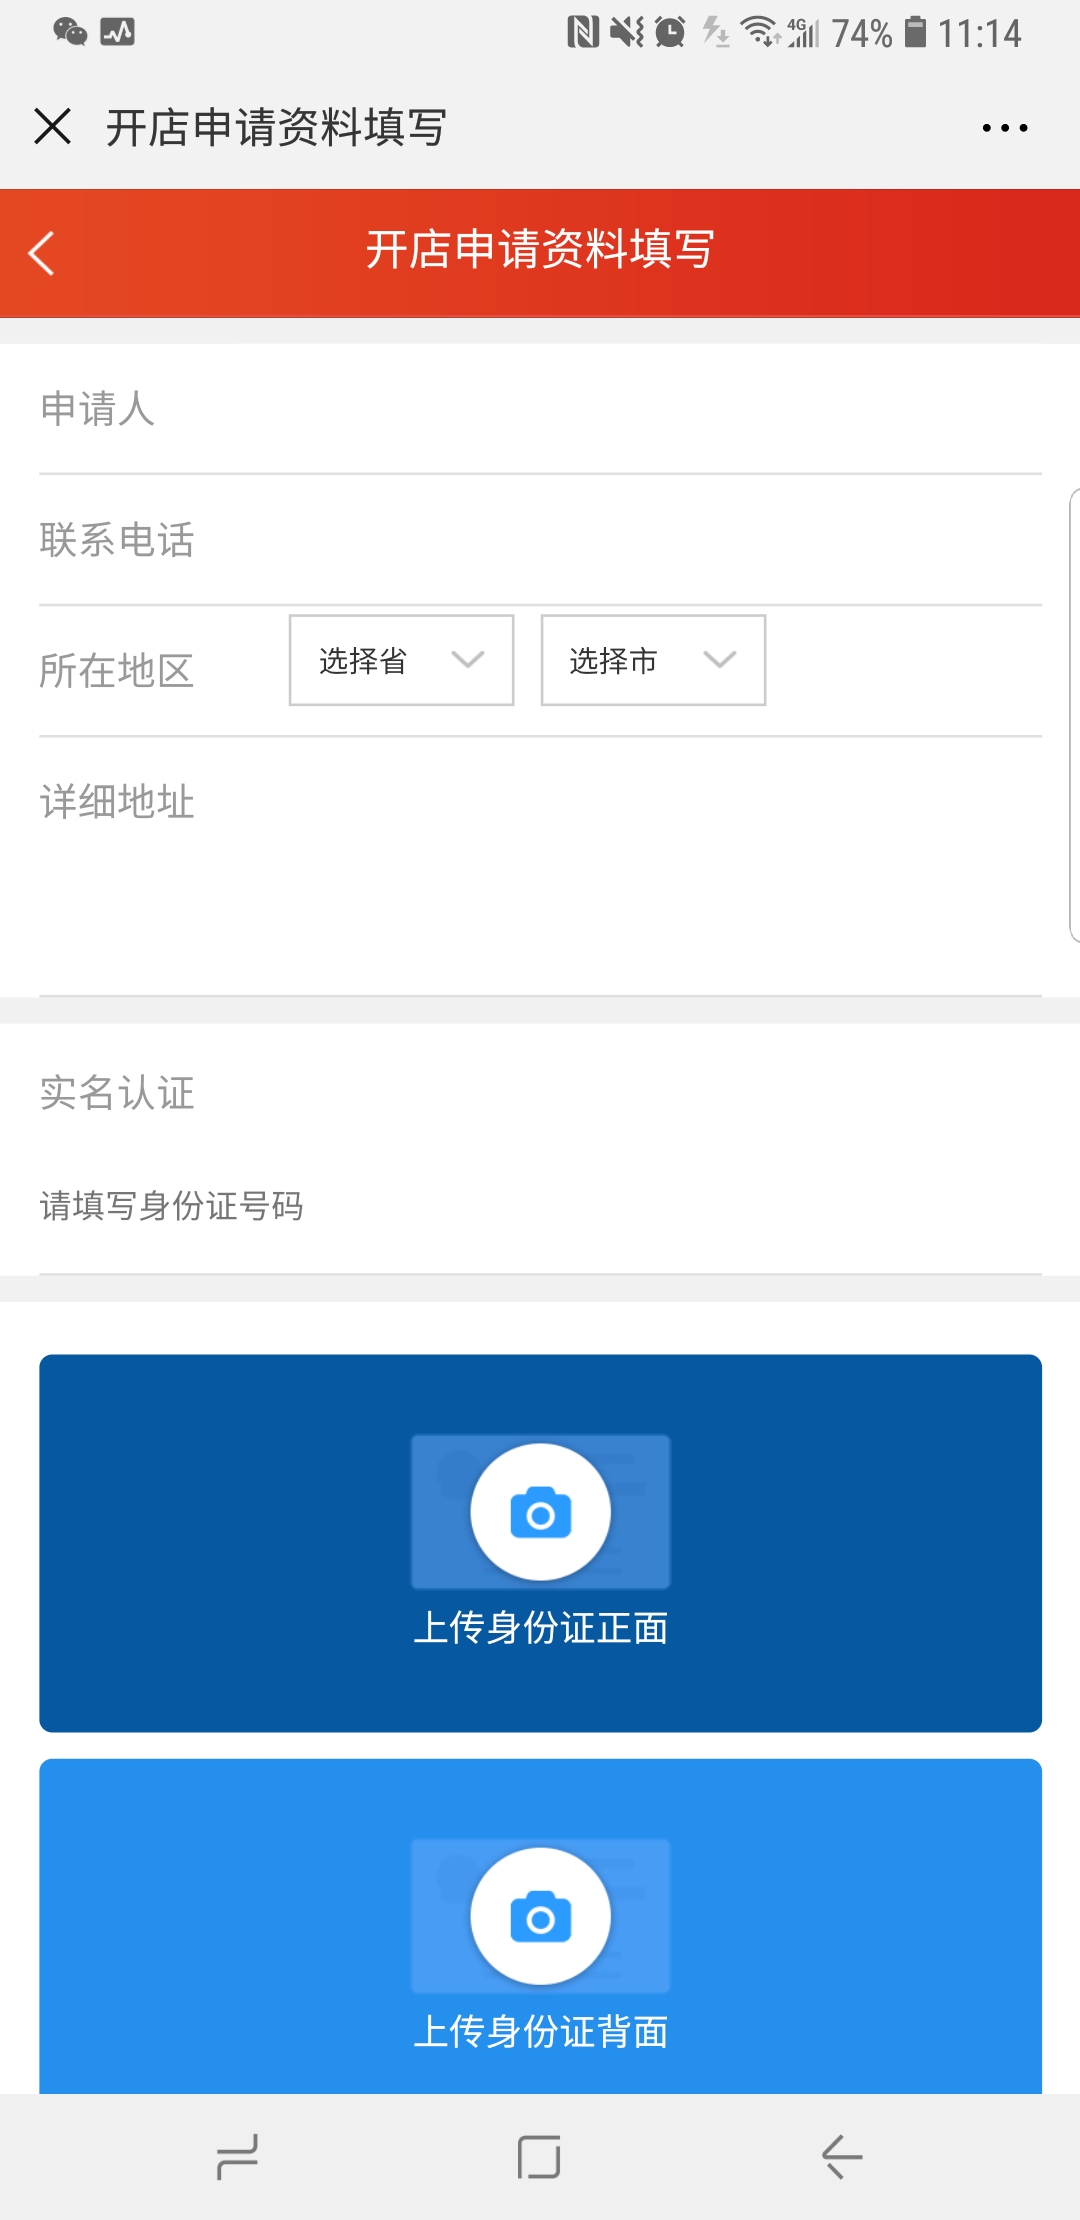 4G 74% 11:14
开店申请资料填写
开店申请资料填写
申请人
联系电话
所在地区 选择省 选择市
详细地址
实名认证
请填写身份证号码
上传身份证正面
上传身份证背面